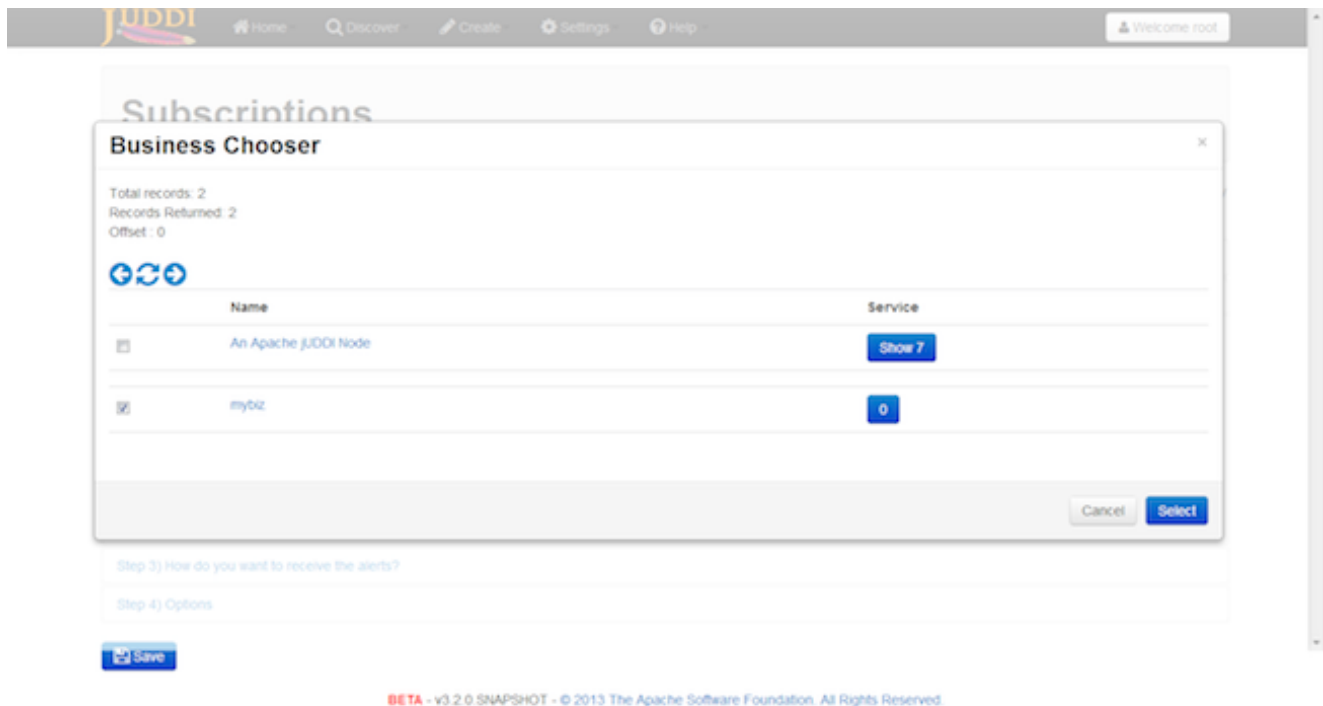 jUDDI Home Discover Create Settings Help Welcome root
Subscriptions
Business Chooser ×
Total records: 2
Records Returned: 2
Offset : 0
Name Service
An Apache jUDDI Node Show 7
mybiz 0
Cancel Select
Step 3) How do you want to receive the alerts?
Step 4) Options
Save
BETA - v3.2.0.SNAPSHOT - © 2013 The Apache Software Foundation. All Rights Reserved.